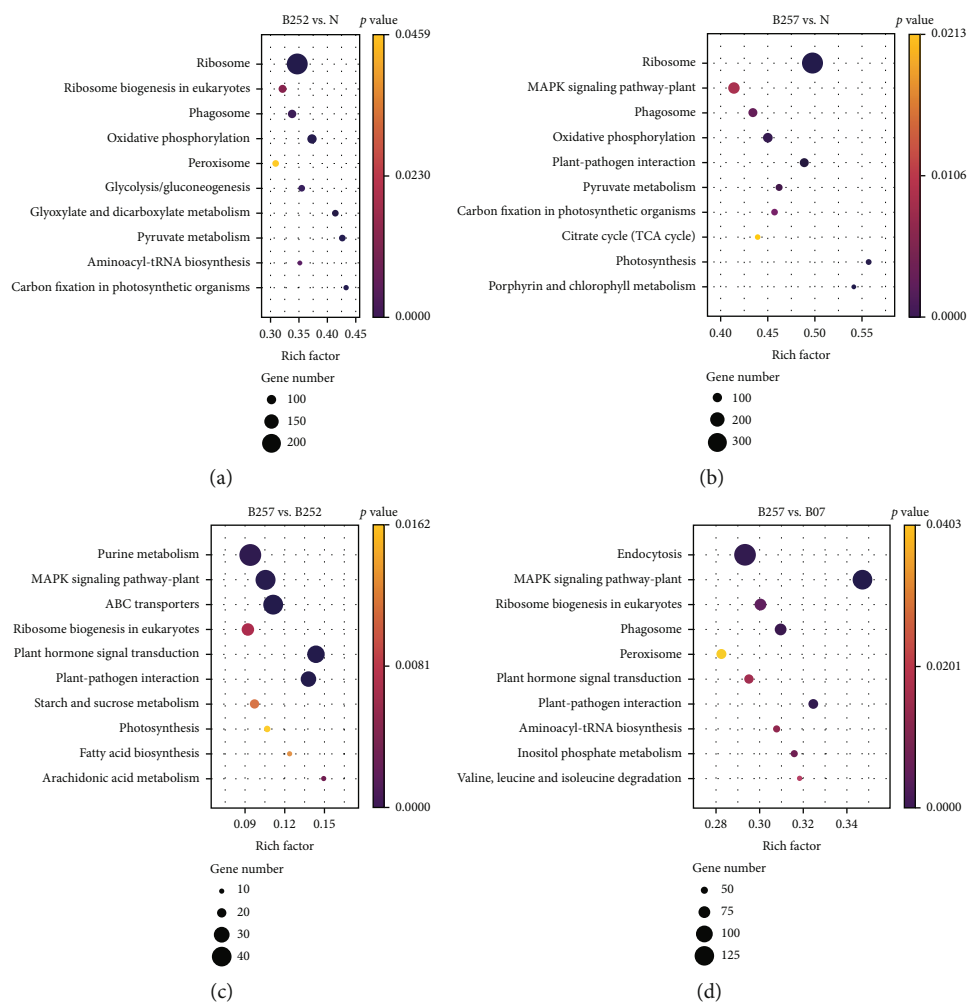 B252 vs. N
p value
0.0459
0.0230
0.0000
Ribosome
Ribosome biogenesis in eukaryotes
Phagosome
Oxidative phosphorylation
Peroxisome
Glycolysis/gluconeogenesis
Glyoxylate and dicarboxylate metabolism
Pyruvate metabolism
Aminoacyl-tRNA biosynthesis
Carbon fixation in photosynthetic organisms
0.30 0.35 0.40 0.45
Rich factor
Gene number
100
150
200
(a)
B257 vs. N
p value
0.0213
0.0106
0.0000
Ribosome
MAPK signaling pathway-plant
Phagosome
Oxidative phosphorylation
Plant-pathogen interaction
Pyruvate metabolism
Carbon fixation in photosynthetic organisms
Citrate cycle (TCA cycle)
Photosynthesis
Porphyrin and chlorophyll metabolism
0.40 0.45 0.50 0.55
Rich factor
Gene number
100
200
300
(b)
B257 vs. B252
p value
0.0162
0.0081
0.0000
Purine metabolism
MAPK signaling pathway-plant
ABC transporters
Ribosome biogenesis in eukaryotes
Plant hormone signal transduction
Plant-pathogen interaction
Starch and sucrose metabolism
Photosynthesis
Fatty acid biosynthesis
Arachidonic acid metabolism
0.09 0.12 0.15
Rich factor
Gene number
10
20
30
40
(c)
B257 vs. B07
p value
0.0403
0.0201
0.0000
Endocytosis
MAPK signaling pathway-plant
Ribosome biogenesis in eukaryotes
Phagosome
Peroxisome
Plant hormone signal transduction
Plant-pathogen interaction
Aminoacyl-tRNA biosynthesis
Inositol phosphate metabolism
Valine, leucine and isoleucine degradation
0.28 0.30 0.32 0.34
Rich factor
Gene number
50
75
100
125
(d)